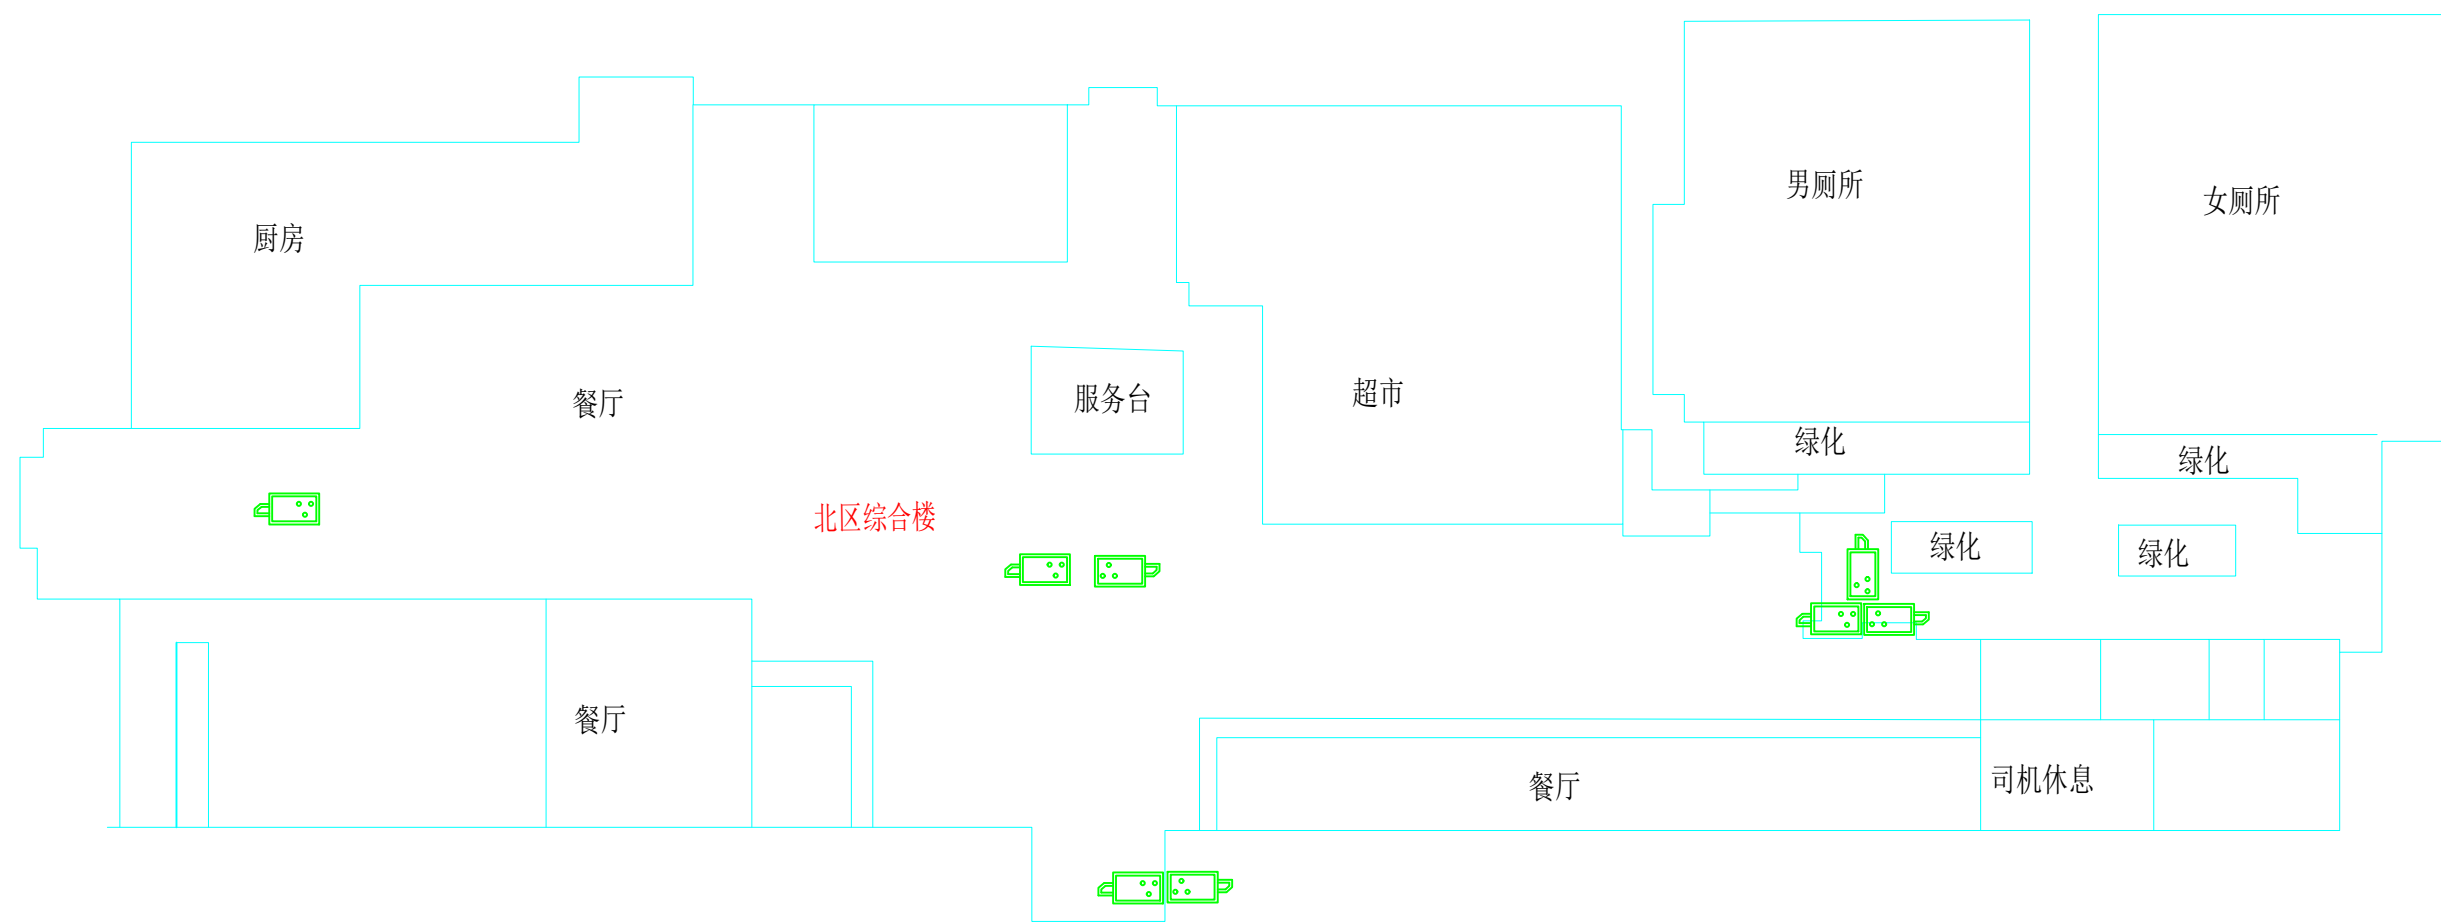 男厕所
女厕所
厨房
餐厅
服务台
超市
绿化
绿化
北区综合楼
绿化
绿化
餐厅
餐厅
司机休息